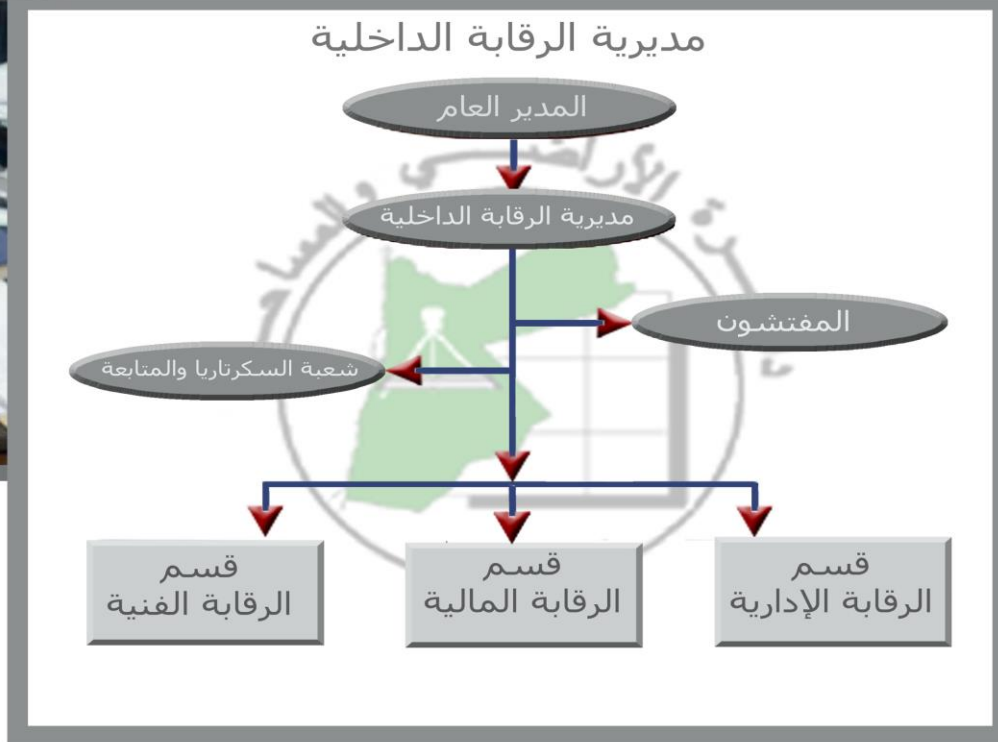 مديرية الرقابة الداخلية
المدير العام
مديرية الرقابة الداخلية
المفتشون
شعبة السكرتاريا والمتابعة
قسم
الرقابة الإدارية
قسم
الرقابة المالية
قسم
الرقابة الفنية